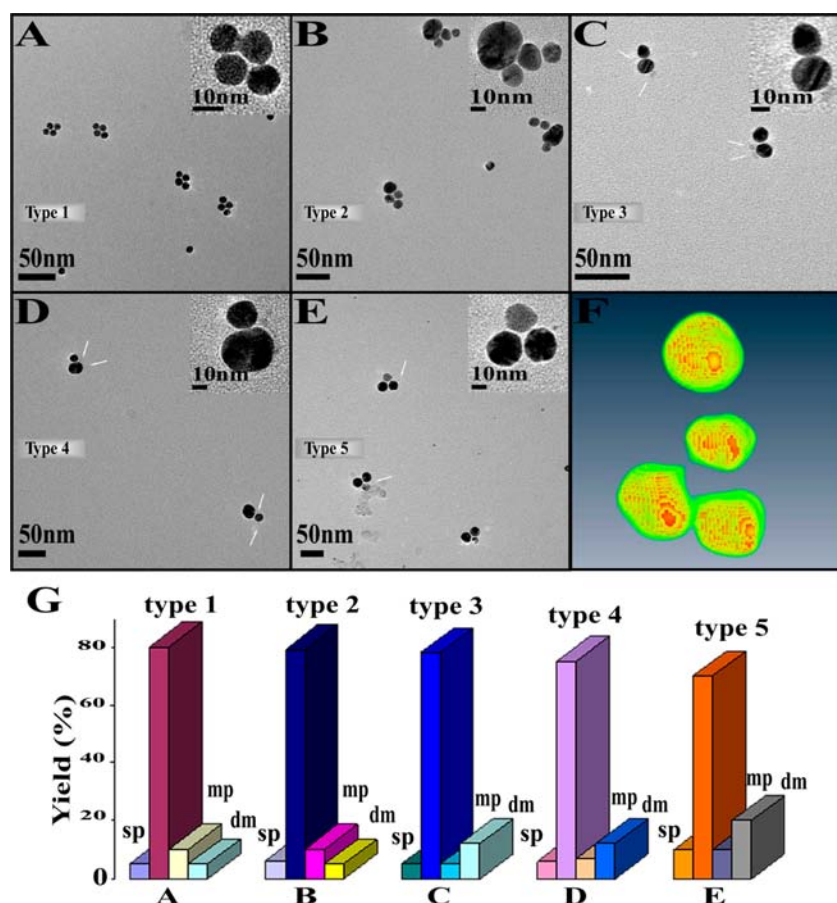 A
10nm
Type 1
50nm
B
10nm
Type 2
50nm
C
10nm
Type 3
50nm
D
10nm
Type 4
50nm
E
10nm
Type 5
50nm
F
G
type 1 type 2 type 3 type 4 type 5
Yield (%)
80
60
40
20
0
sp mp dm
sp mp dm
sp mp dm
sp mp dm
sp mp dm
A B C D E